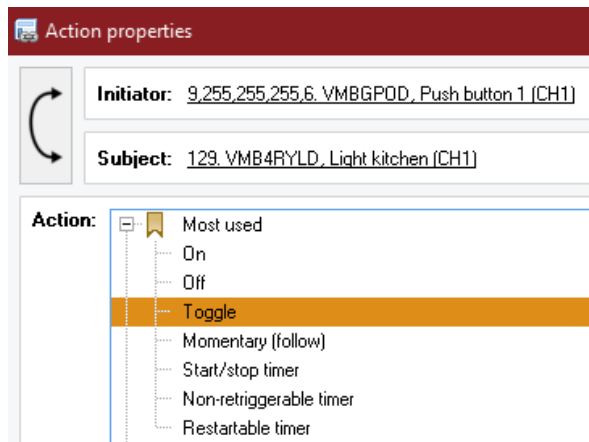 Action properties
Initiator: 9,255,255,255,6. VMBGPOD, Push button 1 (CH1)
Subject: 129. VMB4RYLD, Light kitchen (CH1)
Action:
Most used
On
Off
Toggle
Momentary (follow)
Start/stop timer
Non-retriggerable timer
Restartable timer